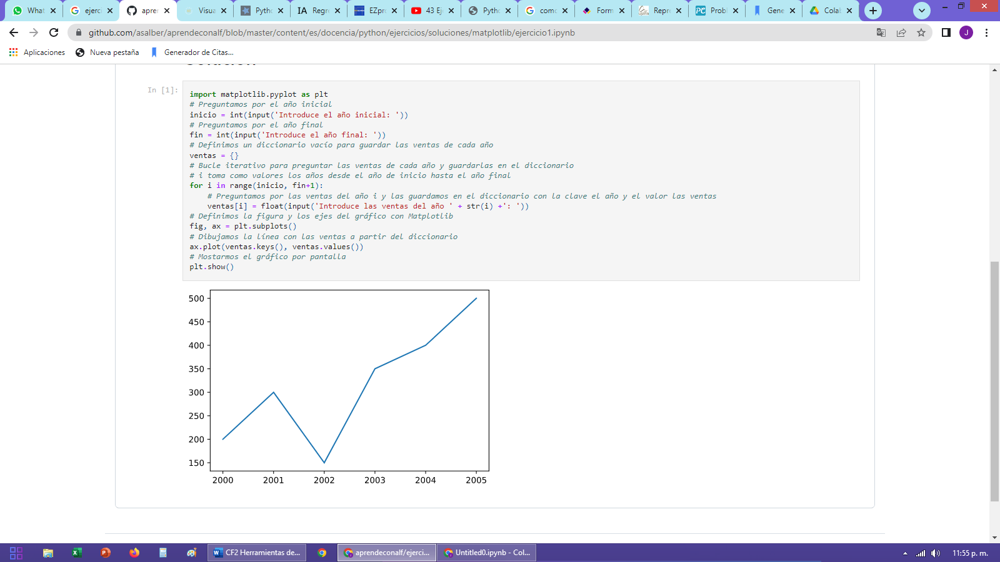 What
ejerci
apre
Visua
Pytho
IA Regre
EZpro
43 Ej
Pytho
como
Form
Repre
PC Probl
Gene
Colab
github.com/asalber/aprendeconalf/blob/master/content/es/docencia/python/ejercicios/soluciones/matplotlib/ejercicio1.ipynb
J
Aplicaciones
Nueva pestaña
Generador de Citas...
Solución
In [1]:
import matplotlib.pyplot as plt
# Preguntamos por el año inicial
inicio = int(input('Introduce el año inicial: '))
# Preguntamos por el año final
fin = int(input('Introduce el año final: '))
# Definimos un diccionario vacío para guardar las ventas de cada año
ventas = {}
# Bucle iterativo para preguntar las ventas de cada año y guardarlas en el diccionario
# i toma como valores los años desde el año de inicio hasta el año final
for i in range(inicio, fin+1):
    # Preguntamos por las ventas del año i y las guardamos en el diccionario con la clave el año y el valor las ventas
    ventas[i] = float(input('Introduce las ventas del año ' + str(i) +': '))
# Definimos la figura y los ejes del gráfico con Matplotlib
fig, ax = plt.subplots()
# Dibujamos la línea con las ventas a partir del diccionario
ax.plot(ventas.keys(), ventas.values())
# Mostarmos el gráfico por pantalla
plt.show()
500
450
400
350
300
250
200
150
2000 2001 2002 2003 2004 2005
CF2 Herramientas de...
aprendeconalf/ejerci...
Untitled0.ipynb - Col...
11:55 p. m.